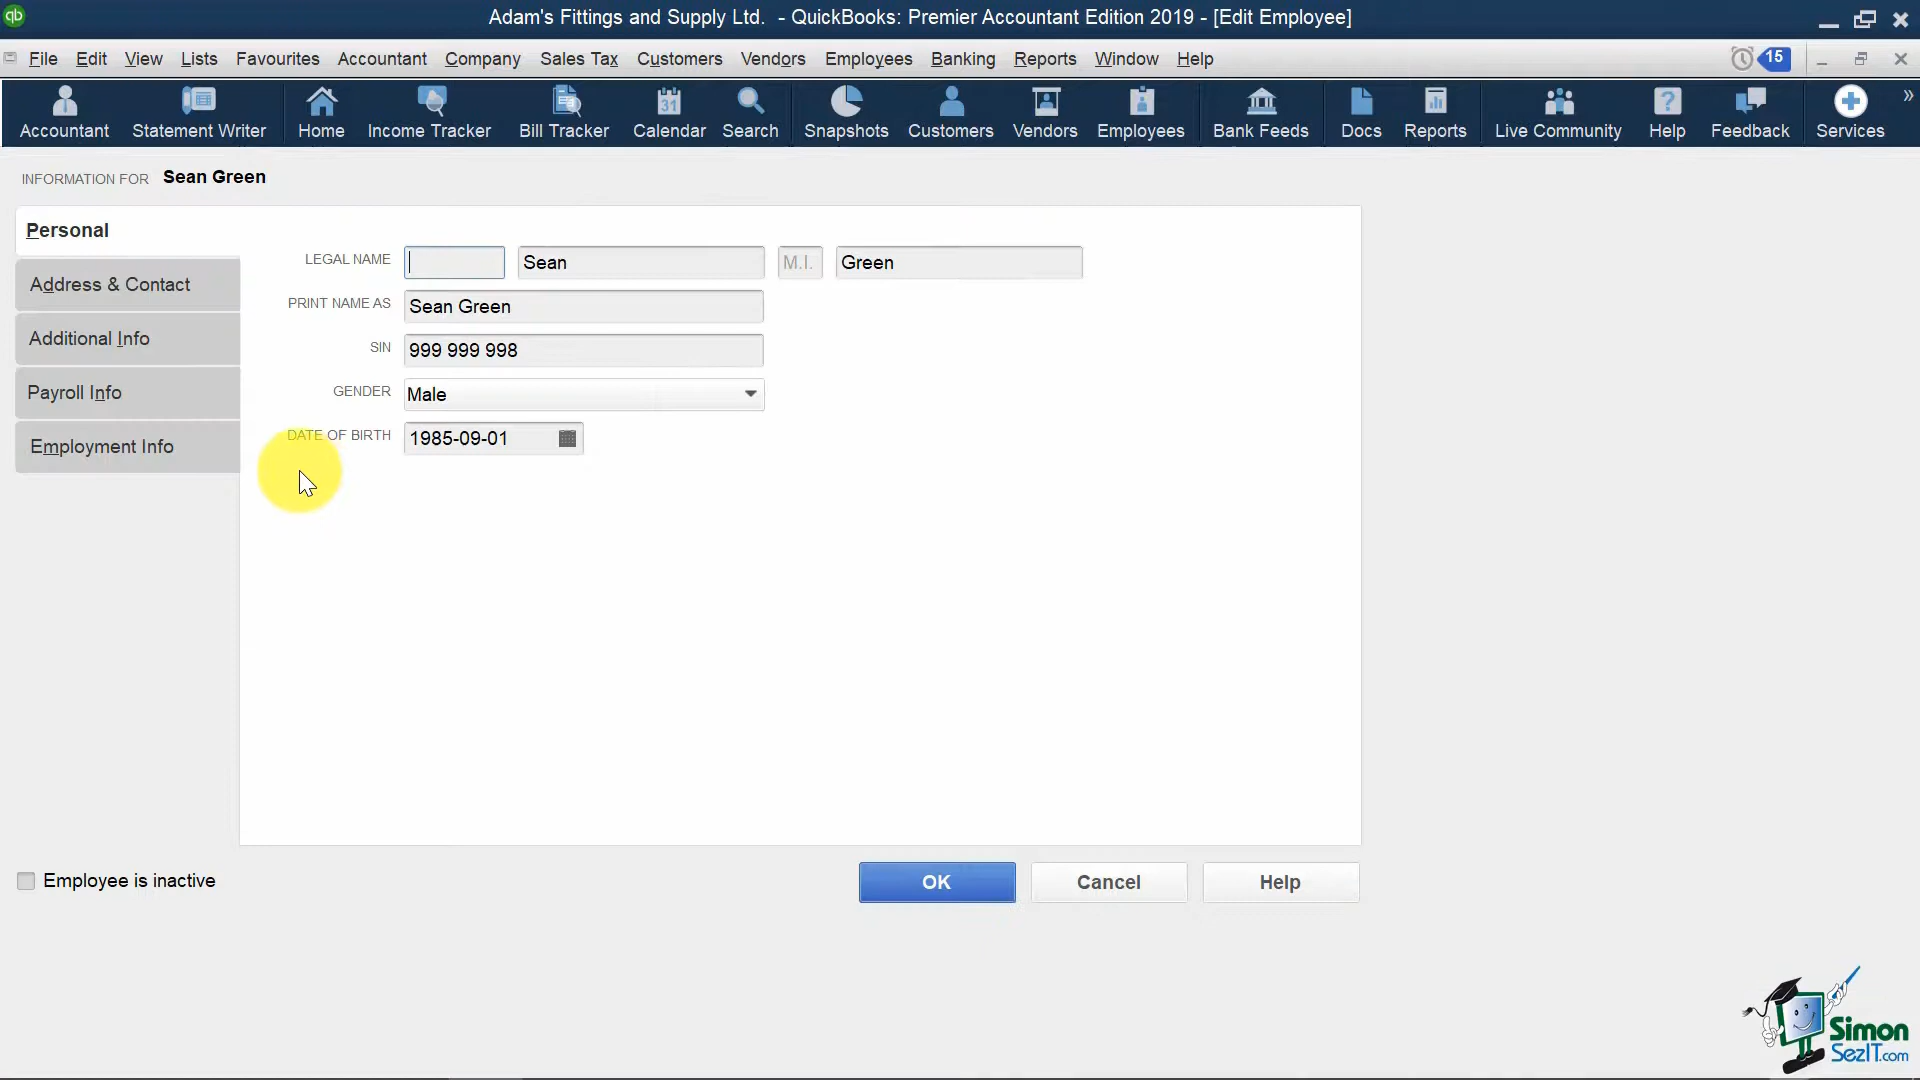 qb
Adam's Fittings and Supply Ltd. - QuickBooks: Premier Accountant Edition 2019 - [Edit Employee]
File Edit View Lists Favourites Accountant Company Sales Tax Customers Vendors Employees Banking Reports Window Help 15
31
Accountant Statement Writer Home Income Tracker Bill Tracker Calendar Search Snapshots Customers Vendors Employees Bank Feeds Docs Reports Live Community Help Feedback Services
INFORMATION FOR Sean Green
Personal
Address & Contact
Additional Info
Payroll Info
Employment Info
LEGAL NAME Sean M.I. Green
PRINT NAME AS Sean Green
SIN 999 999 998
GENDER Male
DATE OF BIRTH 1985-09-01
Employee is inactive
OK Cancel Help
Simon
SezIT.com